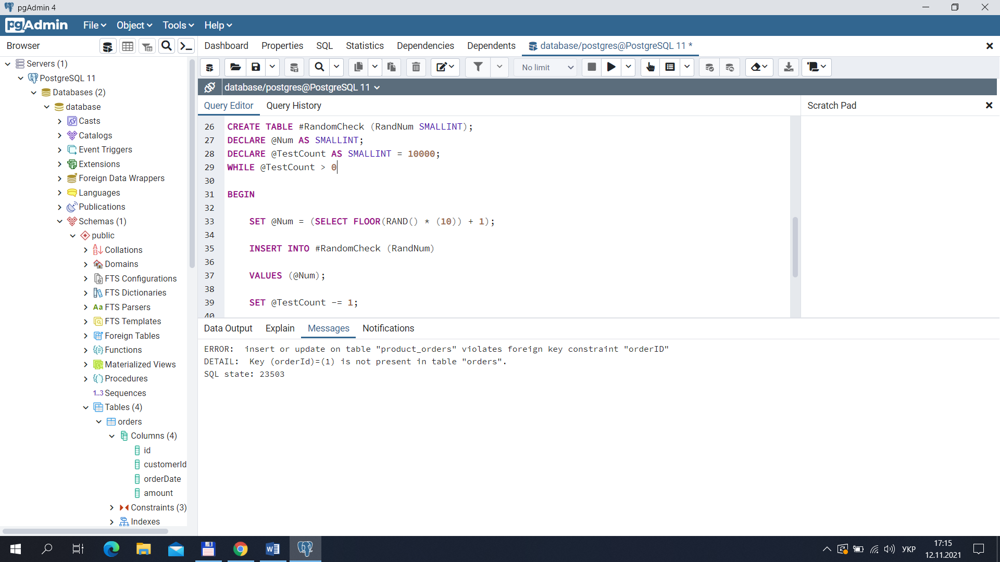 pgAdmin 4
pgAdmin
File
Object
Tools
Help
Browser
Dashboard
Properties
SQL
Statistics
Dependencies
Dependents
database/postgres@PostgreSQL 11 *
No limit
database/postgres@PostgreSQL 11
Query Editor
Query History
Scratch Pad
Servers (1)
PostgreSQL 11
Databases (2)
database
Casts
Catalogs
Event Triggers
Extensions
Foreign Data Wrappers
Languages
Publications
Schemas (1)
public
Collations
Domains
FTS Configurations
FTS Dictionaries
Aa FTS Parsers
FTS Templates
Foreign Tables
Functions
Materialized Views
Procedures
1..3 Sequences
Tables (4)
orders
Columns (4)
id
customerId
orderDate
amount
Constraints (3)
Indexes
26 CREATE TABLE #RandomCheck (RandNum SMALLINT);
27 DECLARE @Num AS SMALLINT;
28 DECLARE @TestCount AS SMALLINT = 10000;
29 WHILE @TestCount > 0
30
31 BEGIN
32
33 SET @Num = (SELECT FLOOR(RAND() * (10)) + 1);
34
35 INSERT INTO #RandomCheck (RandNum)
36
37 VALUES (@Num);
38
39 SET @TestCount -= 1;
40
Data Output
Explain
Messages
Notifications
ERROR:  insert or update on table "product_orders" violates foreign key constraint "orderID"
DETAIL:  Key (orderId)=(1) is not present in table "orders".
SQL state: 23503
УКР
17:15
12.11.2021